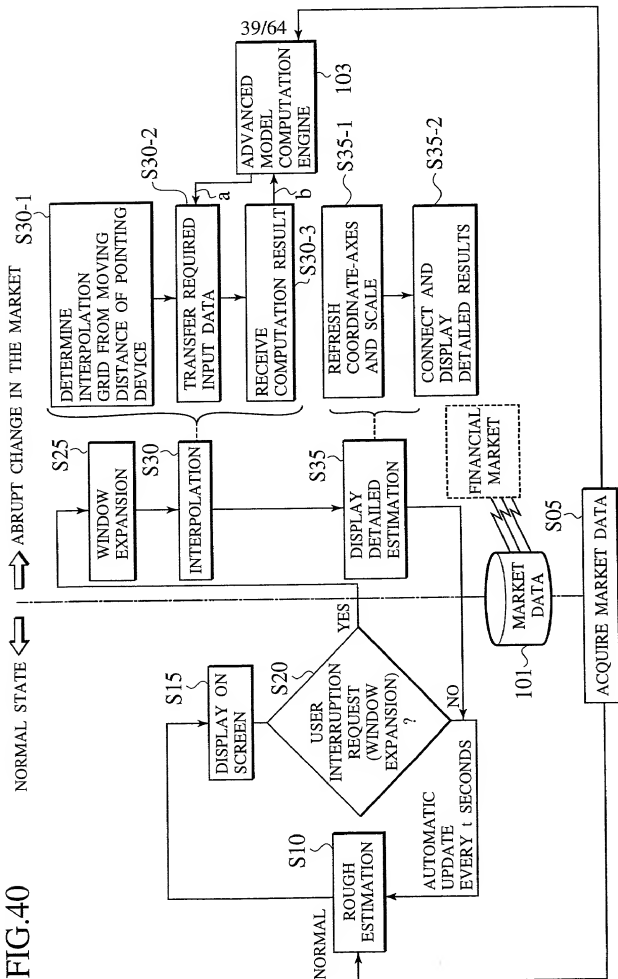 FIG.40
NORMAL STATE
ABRUPT CHANGE IN THE MARKET
39/64
NORMAL
S10
ROUGH
ESTIMATION
AUTOMATIC
UPDATE
EVERY t SECONDS
S15
DISPLAY ON
SCREEN
S20
USER
INTERRUPTION
REQUEST
(WINDOW
EXPANSION)
?
YES
NO
S25
WINDOW
EXPANSION
S30
INTERPOLATION
S35
DISPLAY
DETAILED
ESTIMATION
S30-1
DETERMINE
INTERPOLATION
GRID FROM MOVING
DISTANCE OF POINTING
DEVICE
S30-2
TRANSFER REQUIRED
INPUT DATA
RECEIVE
COMPUTATION RESULT
S30-3
a
b
ADVANCED
MODEL
COMPUTATION
ENGINE
103
S35-1
REFRESH
COORDINATE-AXES
AND SCALE
S35-2
CONNECT AND
DISPLAY
DETAILED RESULTS
FINANCIAL
MARKET
MARKET
DATA
101
S05
ACQUIRE MARKET DATA